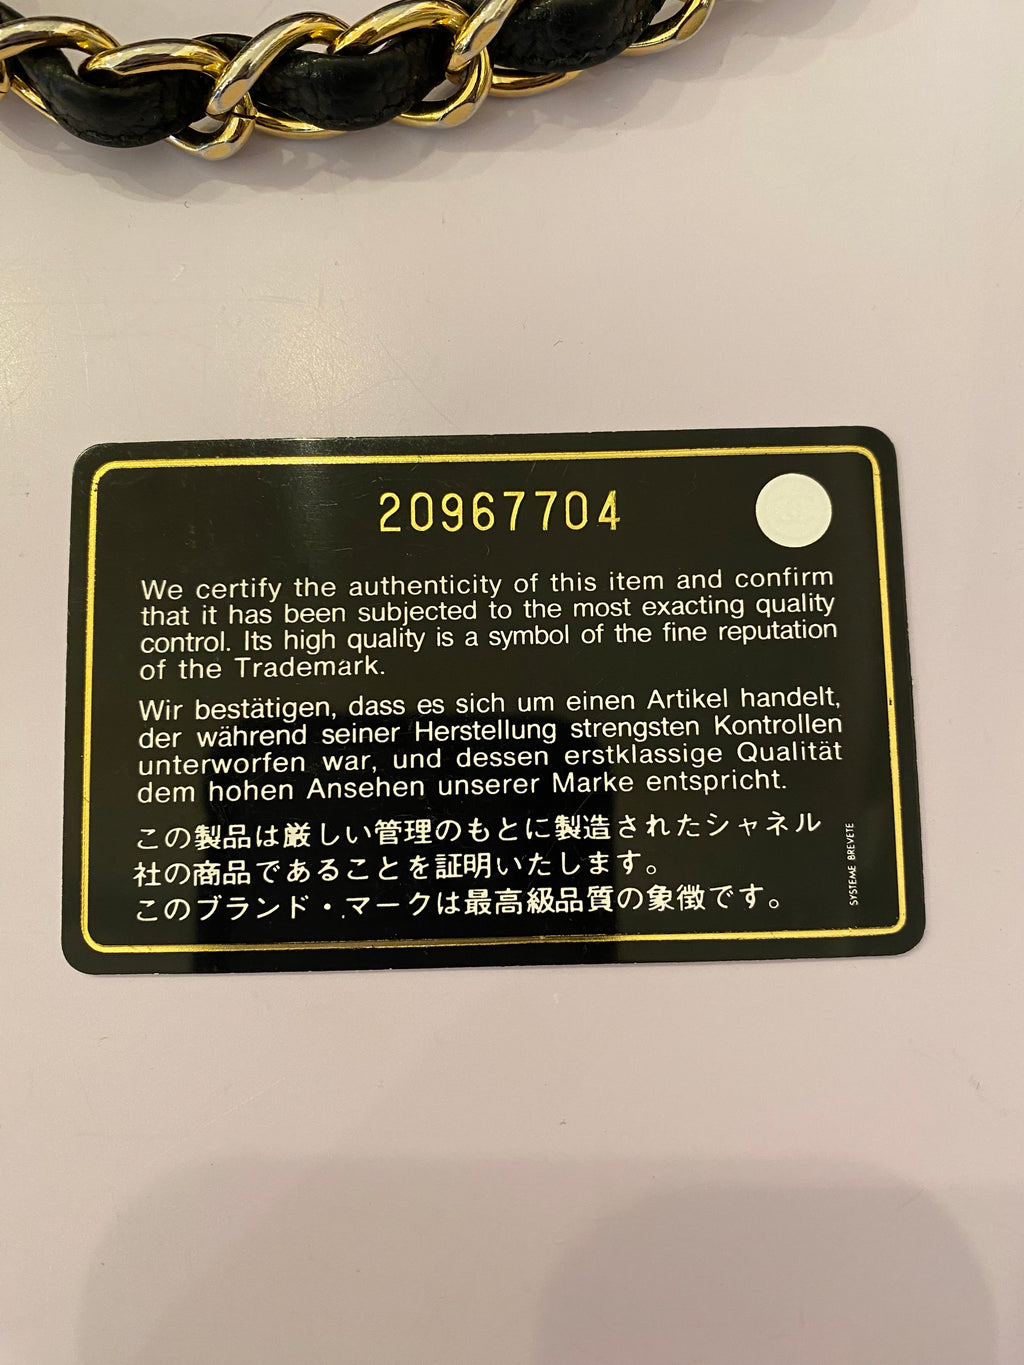 20967704
We certify the authenticity of this item and confirm
that it has been subjected to the most exacting quality
control. Its high quality is a symbol of the fine reputation
of the Trademark.
Wir bestätigen, dass es sich um einen Artikel handelt,
der während seiner Herstellung strengsten Kontrollen
unterworfen war, und dessen erstklassige Qualität
dem hohen Ansehen unserer Marke entspricht.
この製品は厳しい管理のもとに製造されたシャネル
社の商品であることを証明いたします。
このブランド・マークは最高級品質の象徴です。
SYSTEME BREVETE